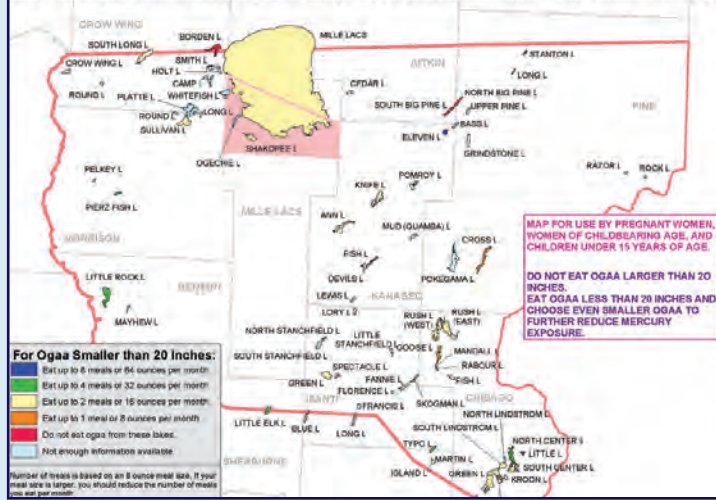 CROW WING
BORDEN L
MILLE LACS
SOUTH LONG L
CROW WING L
SMITH L
HOLT L
CAMP L
WHITEFISH L
ROUND L
PLATTE L
ROUND L
LONG L
SULLIVAN L
OGECHIE L
SHAKOPEE L
AITKIN
CEDAR L
STANTON L
LONG L
NORTH BIG PINE L
SOUTH BIG PINE L
UPPER PINE L
PINE
BASS L
ELEVEN L
GRINDSTONE L
RAZOR L
ROCK L
PELKEY L
PIERZ FISH L
MORRISON
MILLE LACS
KNIFE L
POMROY L
ANN L
MUD (QUAMBA) L
CROSS L
FISH L
DEVILS L
POKEGAMA L
KANABEC
LITTLE ROCK L
BENTON
MAYHEW L
LEWIS L
LORY L
RUSH L
(WEST)
RUSH L
(EAST)
NORTH STANCHFIELD L
LITTLE
STANCHFIELD L
GOOSE L
SOUTH STANCHFIELD L
MANDALL L
RABOUR L
SPECTACLE L
GREEN L
FANNIE L
FISH L
FLORENCE L
ISANTI
FRANCIS L
SKOGMAN L
CHISAGO
NORTH LINDSTROM L
SOUTH LINDSTROM L
LITTLE ELK L
BLUE L
LONG L
SHERBURNE
TYPO L
MARTIN L
ISLAND L
NORTH CENTER L
LITTLE L
SOUTH CENTER L
GREEN L
KROON L
MAP FOR USE BY PREGNANT WOMEN,
WOMEN OF CHILDBEARING AGE, AND
CHILDREN UNDER 15 YEARS OF AGE.
DO NOT EAT OGAA LARGER THAN 20
INCHES.
EAT OGAA LESS THAN 20 INCHES AND
CHOOSE EVEN SMALLER OGAA TO
FURTHER REDUCE MERCURY
EXPOSURE.
For Ogaa Smaller than 20 Inches:
Eat up to 8 meals or 64 ounces per month
Eat up to 4 meals or 32 ounces per month
Eat up to 2 meals or 16 ounces per month
Eat up to 1 meal or 8 ounces per month
Do not eat ogaa from these lakes.
Not enough information available
Number of meals is based on an 8 ounce meal size. If your
meal size is larger, you should reduce the number of meals
you eat per month